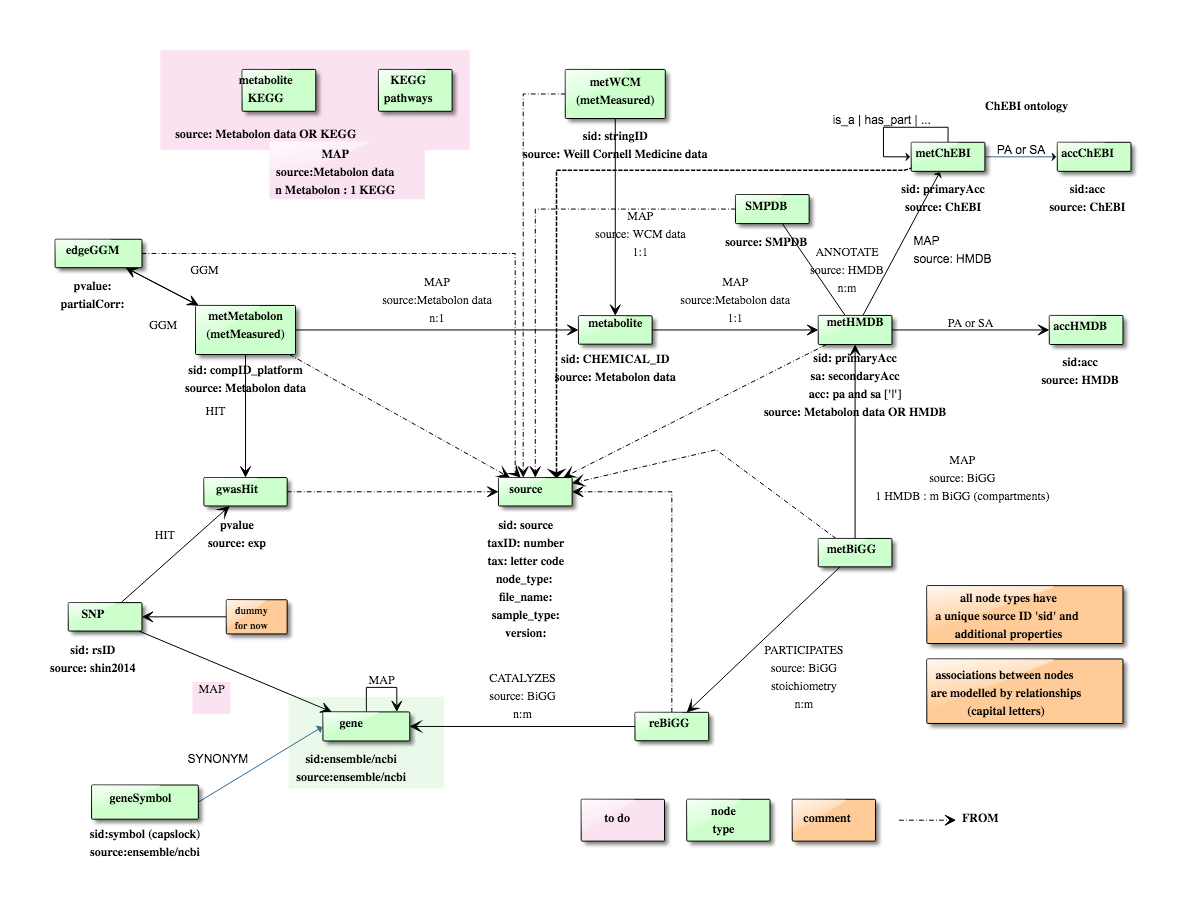 metabolite
KEGG
KEGG
pathways
source: Metabolon data OR KEGG
MAP
source:Metabolon data
n Metabolon : 1 KEGG
metWCM
(metMeasured)
sid: stringID
source: Weill Cornell Medicine data
MAP
source: WCM data
1:1
ChEBI ontology
is_a | has_part | ...
metChEBI
PA or SA
accChEBI
sid: primaryAcc
source: ChEBI
sid:acc
source: ChEBI
SMPDB
source: SMPDB
ANNOTATE
source: HMDB
n:m
MAP
source: HMDB
edgeGGM
pvalue:
partialCorr:
GGM
GGM
metMetabolon
(metMeasured)
sid: compID_platform
source: Metabolon data
MAP
source:Metabolon data
n:1
metabolite
sid: CHEMICAL_ID
source: Metabolon data
MAP
source:Metabolon data
1:1
metHMDB
sid: primaryAcc
sa: secondaryAcc
acc: pa and sa ['|']
source: Metabolon data OR HMDB
PA or SA
accHMDB
sid:acc
source: HMDB
HIT
gwasHit
pvalue
source: exp
HIT
source
sid: source
taxID: number
tax: letter code
node_type:
file_name:
sample_type:
version:
MAP
source: BiGG
1 HMDB : m BiGG (compartments)
metBiGG
SNP
sid: rsID
source: shin2014
dummy
for now
all node types have
a unique source ID 'sid' and
additional properties
associations between nodes
are modelled by relationships
(capital letters)
PARTICIPATES
source: BiGG
stoichiometry
n:m
MAP
MAP
gene
sid:ensemble/ncbi
source:ensemble/ncbi
CATALYZES
source: BiGG
n:m
reBiGG
SYNONYM
geneSymbol
sid:symbol (capslock)
source:ensemble/ncbi
to do
node
type
comment
FROM